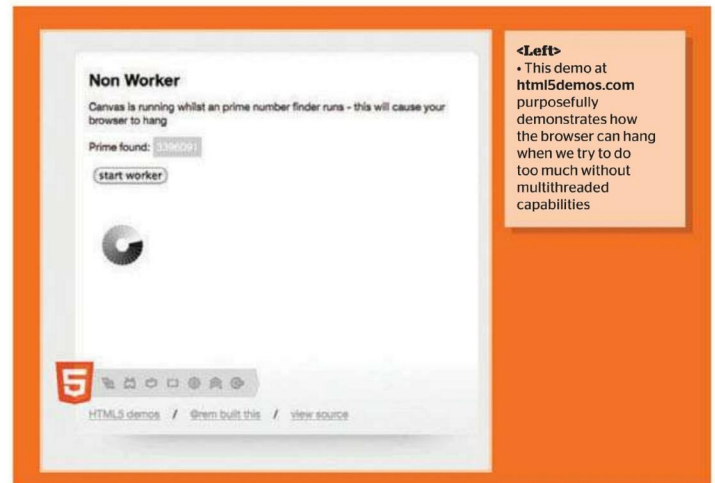 Non Worker
Canvas is running whilst an prime number finder runs - this will cause your
browser to hang
Prime found: 3396091
start worker
5
HTML5 demos / @rem built this / view source
<Left>
• This demo at
html5demos.com
purposefully
demonstrates how
the browser can hang
when we try to do
too much without
multithreaded
capabilities